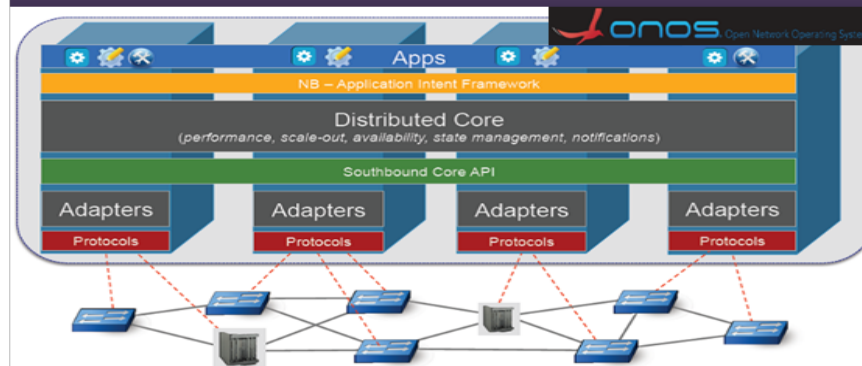 ONOS. Open Network Operating System
Apps
NB – Application Intent Framework
Distributed Core
(performance, scale-out, availability, state management, notifications)
Southbound Core API
Adapters Adapters Adapters Adapters
Protocols Protocols Protocols Protocols